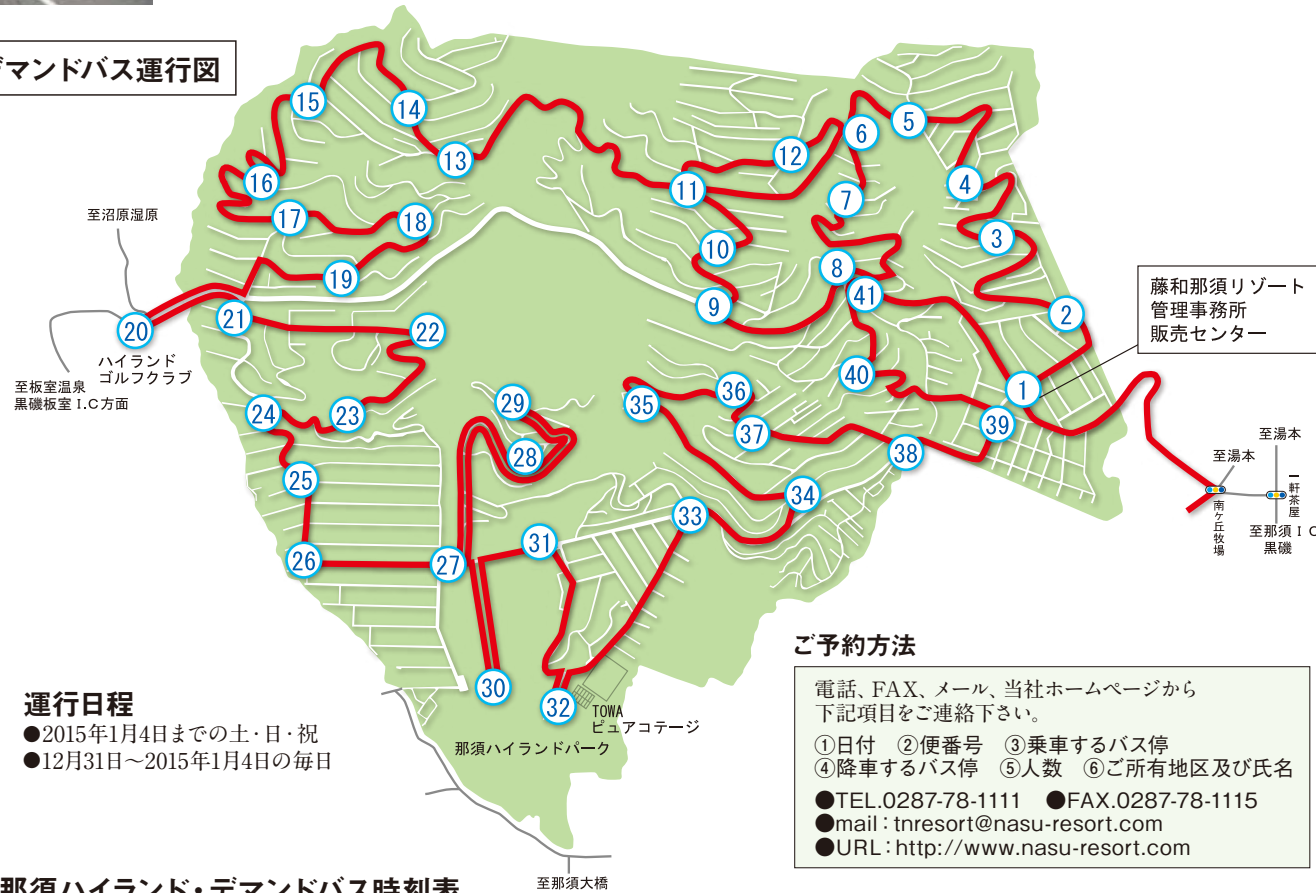 デマンドバス運行図
15
14
13
16
17
18
19
20
21
22
23
24
25
26
27
28
29
30
31
32
33
34
35
36
37
38
39
40
41
1
2
3
4
5
6
7
8
9
10
11
12
至沼原湿原
ハイランド
ゴルフクラブ
至板室温泉
黒磯板室 I.C方面
藤和那須リゾート
管理事務所
販売センター
至湯本
至湯本
一軒茶屋
南ヶ丘牧場
至那須 I C
黒磯
TOWA
ピュアコテージ
那須ハイランドパーク
至那須大橋
運行日程
●2015年1月4日までの土・日・祝
●12月31日〜2015年1月4日の毎日
ご予約方法
電話、FAX、メール、当社ホームページから
下記項目をご連絡下さい。
①日付 ②便番号 ③乗車するバス停
④降車するバス停 ⑤人数 ⑥ご所有地区及び氏名
●TEL.0287-78-1111 ●FAX.0287-78-1115
●mail：tnresort@nasu-resort.com
●URL：http://www.nasu-resort.com
那須ハイランド・デマンドバス時刻表